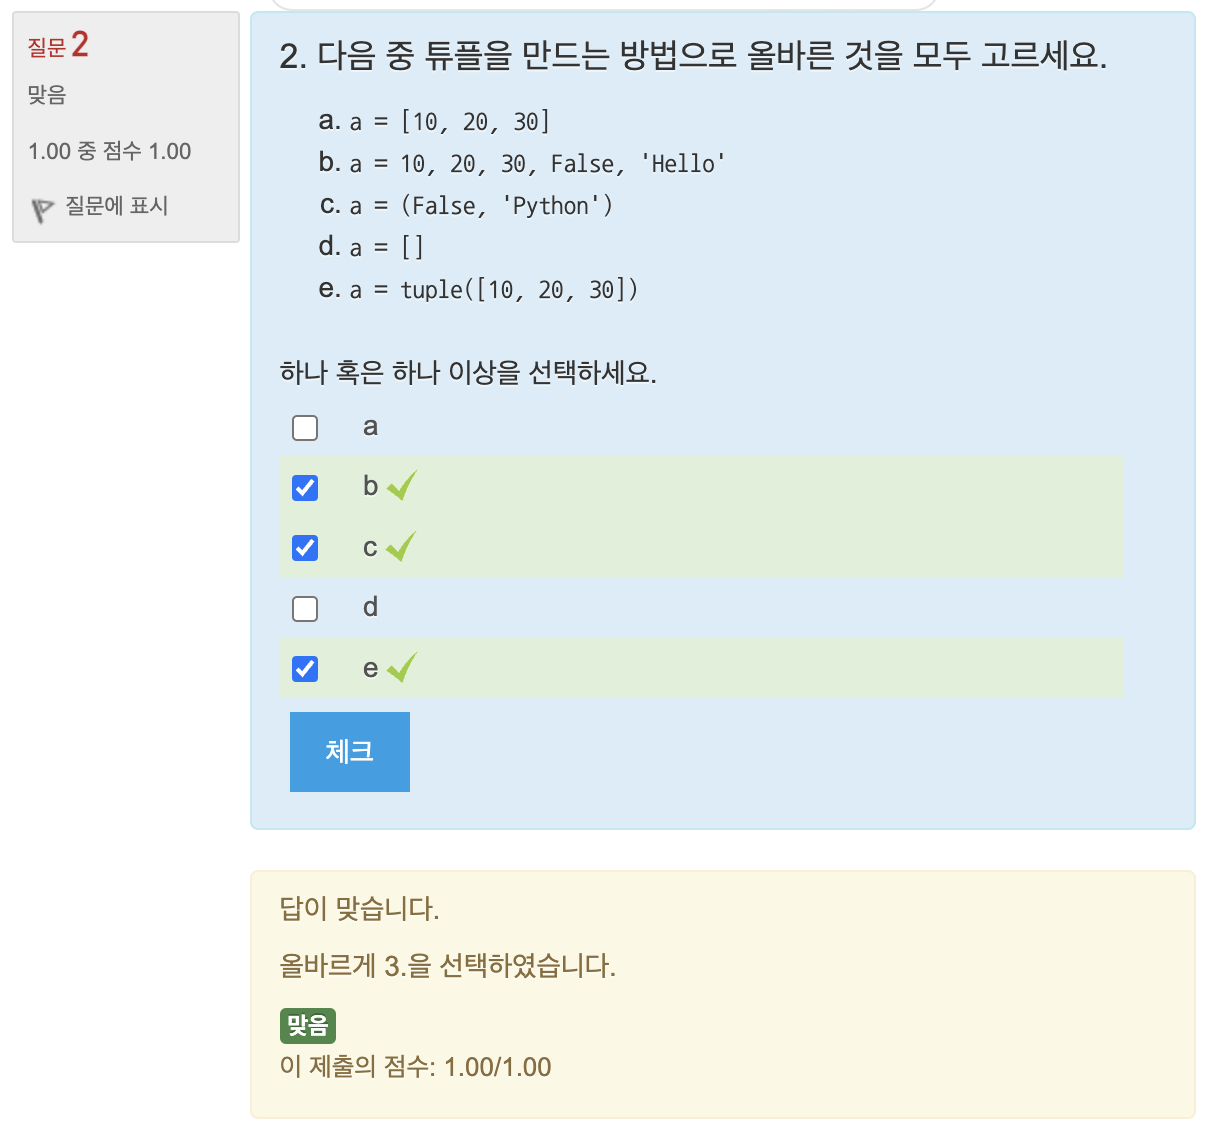 질문 2
맞음
1.00 중 점수 1.00
질문에 표시
2. 다음 중 튜플을 만드는 방법으로 올바른 것을 모두 고르세요.
a. a = [10, 20, 30]
b. a = 10, 20, 30, False, 'Hello'
c. a = (False, 'Python')
d. a = []
e. a = tuple([10, 20, 30])
하나 혹은 하나 이상을 선택하세요.
a
b
c
d
e
체크
답이 맞습니다.
올바르게 3.을 선택하였습니다.
맞음
이 제출의 점수: 1.00/1.00